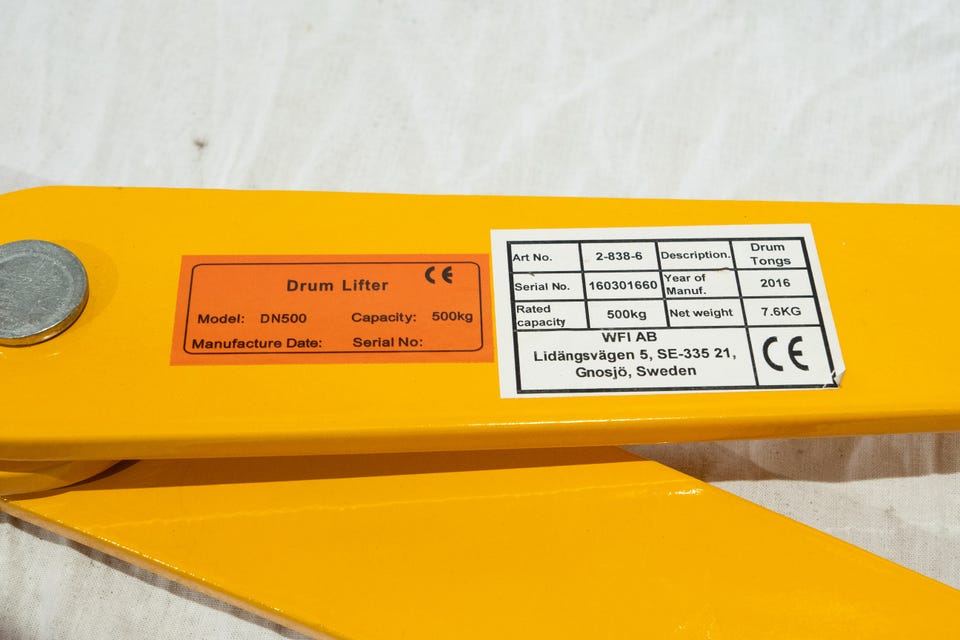 Drum Lifter CE
Model: DN500 Capacity: 500kg
Manufacture Date: Serial No:
Art No. 2-838-6 Description. Drum Tongs
Serial No. 160301660 Year of Manuf. 2016
Rated capacity 500kg Net weight 7.6KG
WFI AB
Lidängsvägen 5, SE-335 21,
Gnosjö, Sweden
CE